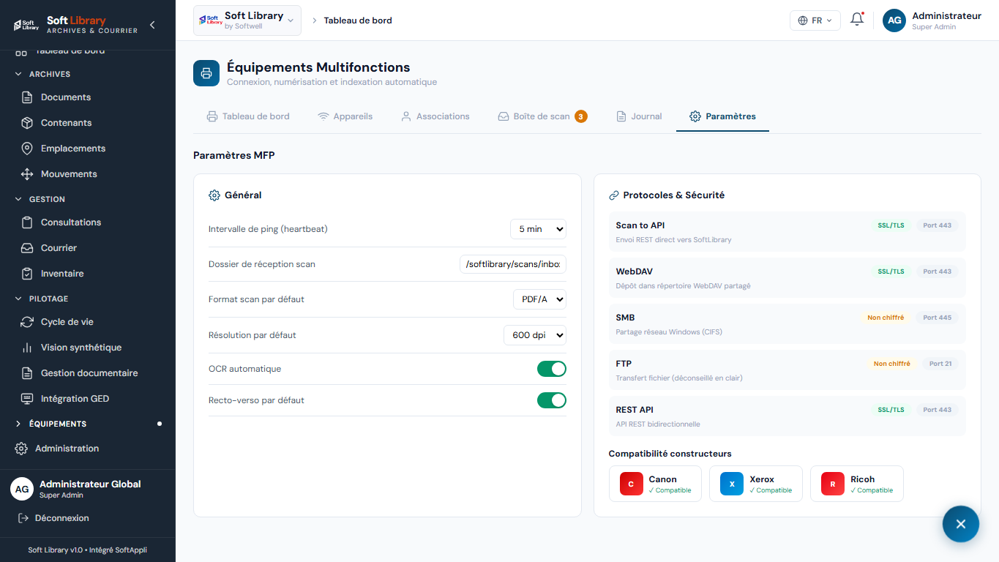 Soft Library
Soft Library
ARCHIVES & COURRIER
Tableau de bord
ARCHIVES
Documents
Contenants
Emplacements
Mouvements
GESTION
Consultations
Courrier
Inventaire
PILOTAGE
Cycle de vie
Vision synthétique
Gestion documentaire
Intégration GED
ÉQUIPEMENTS
Administration
AG
Administrateur Global
Super Admin
Déconnexion
Soft Library v1.0 • Intégré SoftAppli
Soft Library
Soft Library
by Softwell
Tableau de bord
FR
AG
Administrateur
Super Admin
Équipements Multifonctions
Connexion, numérisation et indexation automatique
Tableau de bord
Appareils
Associations
Boîte de scan 3
Journal
Paramètres
Paramètres MFP
Général
Intervalle de ping (heartbeat) 5 min
Dossier de réception scan /softlibrary/scans/inbo
Format scan par défaut PDF/A
Résolution par défaut 600 dpi
OCR automatique
Recto-verso par défaut
Protocoles & Sécurité
Scan to API SSL/TLS Port 443
Envoi REST direct vers SoftLibrary
WebDAV SSL/TLS Port 443
Dépôt dans répertoire WebDAV partagé
SMB Non chiffré Port 445
Partage réseau Windows (CIFS)
FTP Non chiffré Port 21
Transfert fichier (déconseillé en clair)
REST API SSL/TLS Port 443
API REST bidirectionnelle
Compatibilité constructeurs
C Canon
✓ Compatible
X Xerox
✓ Compatible
R Ricoh
✓ Compatible